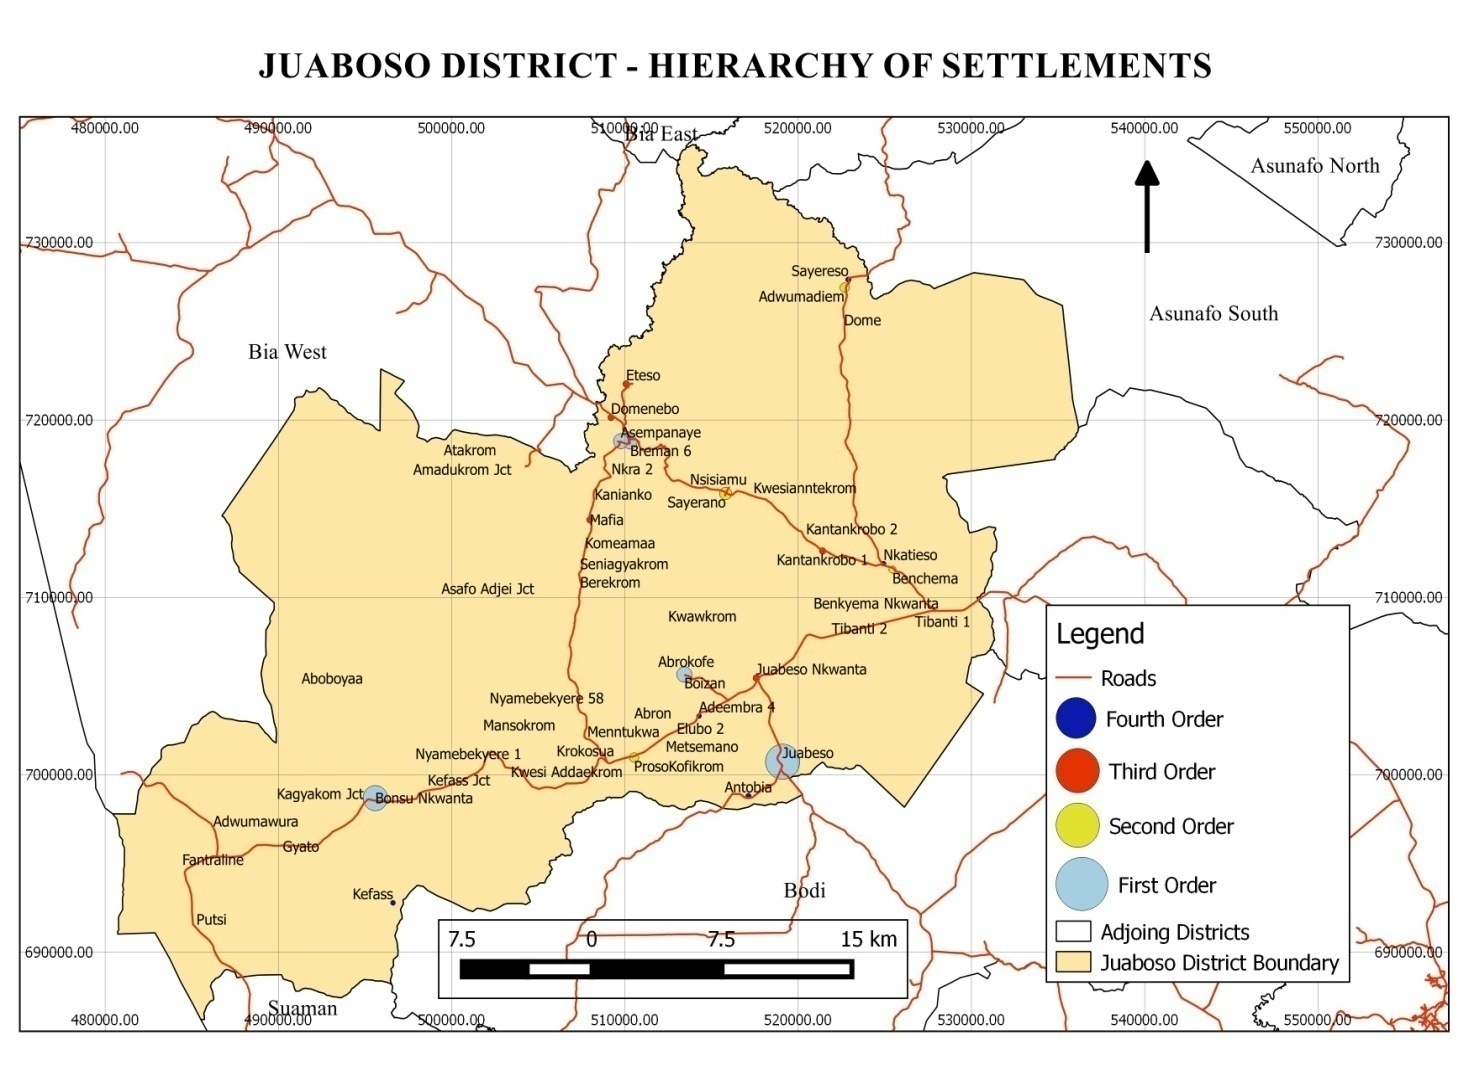 JUABOSO DISTRICT - HIERARCHY OF SETTLEMENTS
480000.00 490000.00 500000.00 510000.00 520000.00 530000.00 540000.00 550000.00
Bia East
Asunafo North
730000.00 730000.00
Sayereso
Adwumadiem
Dome
Asunafo South
Bia West
Eteso
Domenebo
720000.00 720000.00
Asempanaye
Atakrom
Breman 6
Amadukrom Jct
Nkra 2
Nsisiamu
Kwesianntekrom
Kanianko
Sayerano
Mafia
Kantankrobo 2
Komeamaa
Nkatieso
Kantankrobo 1
Seniagyakrom
Benchema
Berekrom
Asafo Adjei Jct
710000.00 710000.00
Benkyema Nkwanta
Kwawkrom
Tibanti 1
Tibanti 2
Abrokofe
Juabeso Nkwanta
Aboboyaa
Boizan
Nyamebekyere 58
Adeembra 4
Abron
Mansokrom
Elubo 2
Menntukwa
Metsemano
Krokosua
Juabeso
Nyamebekyere 1
ProsoKofikrom
Kwesi Addaekrom
700000.00 700000.00
Kefass Jct
Antobia
Kagyakom Jct
Bonsu Nkwanta
Adwumawura
Gyato
Fantraline
Kefass
Bodi
Putsi
690000.00 690000.00
Suaman
7.5 0 7.5 15 km
Legend
Roads
Fourth Order
Third Order
Second Order
First Order
Adjoing Districts
Juaboso District Boundary
480000.00 490000.00 500000.00 510000.00 520000.00 530000.00 540000.00 550000.00